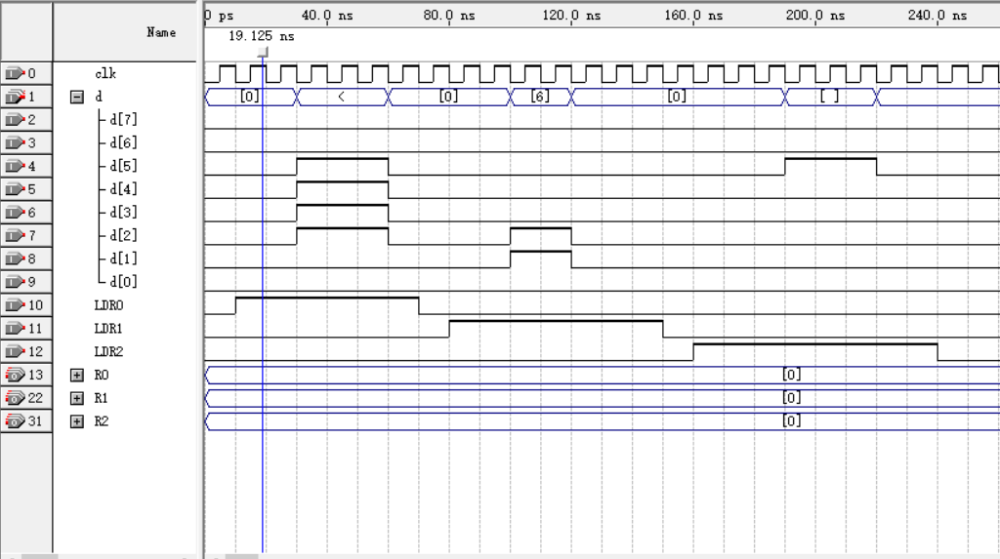 0 ps 40.0 ns 80.0 ns 120.0 ns 160.0 ns 200.0 ns 240.0 ns
Name
19.125 ns
0 clk
1 d [0] < [0] [6] [0] [ ]
2 d[7]
3 d[6]
4 d[5]
5 d[4]
6 d[3]
7 d[2]
8 d[1]
9 d[0]
10 LDR0
11 LDR1
12 LDR2
13 R0 [0]
22 R1 [0]
31 R2 [0]